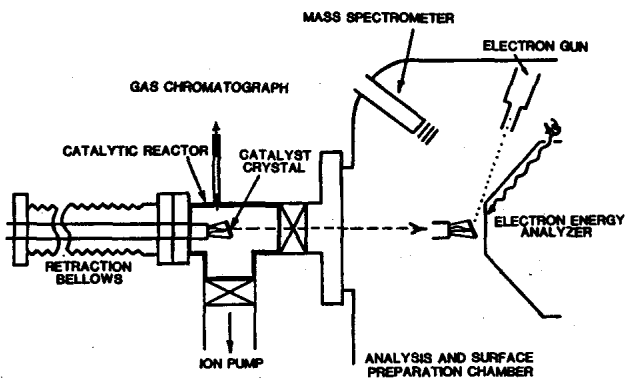 MASS SPECTROMETER
ELECTRON GUN
GAS CHROMATOGRAPH
CATALYTIC REACTOR
CATALYST
CRYSTAL
ELECTRON ENERGY
ANALYZER
RETRACTION
BELLOWS
ION PUMP
ANALYSIS AND SURFACE
PREPARATION CHAMBER